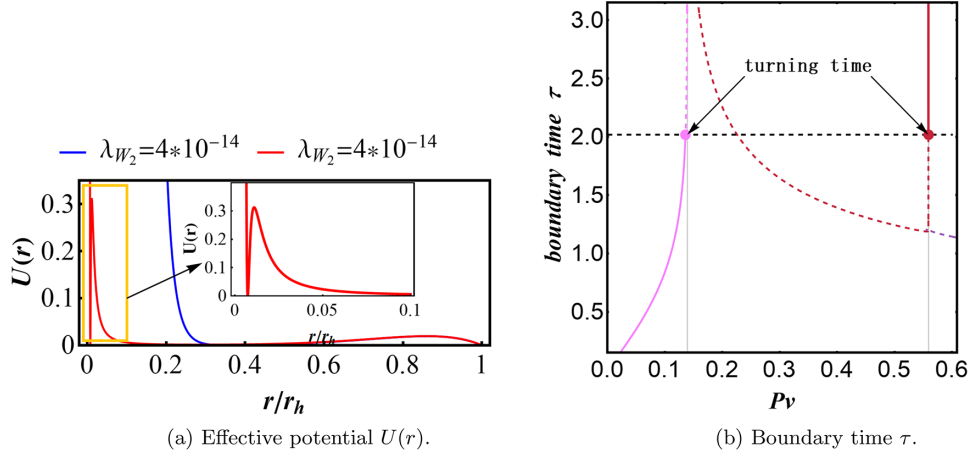 λ_{W_2}=4*10^{-14} λ_{W_2}=4*10^{-14}
U(r)
0.3
0.2
0.1
0
0 0.2 0.4 0.6 0.8 1
r/r_h
U(r)
0.3
0.2
0.1
0
0 0.05 0.1
r/r_h
(a) Effective potential U(r).
boundary time τ
3.0
2.5
2.0
1.5
1.0
0.5
turning time
0.0 0.1 0.2 0.3 0.4 0.5 0.6
Pv
(b) Boundary time τ.